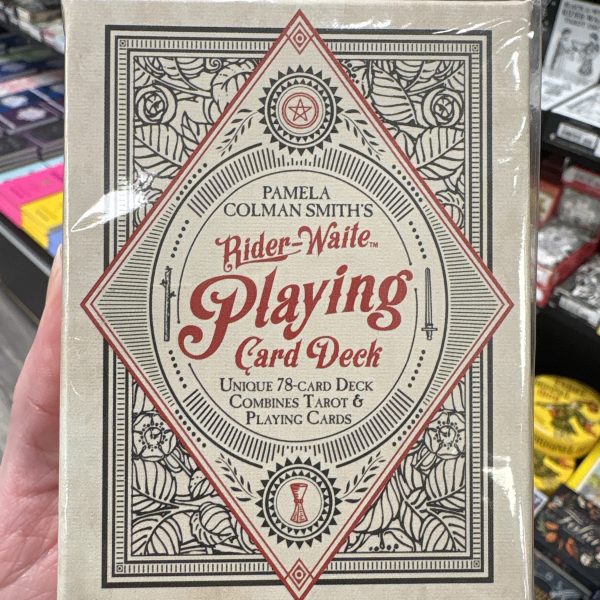 PAMELA
COLMAN SMITH'S
Rider-Waite™
Playing
Card Deck
UNIQUE 78-CARD DECK
COMBINES TAROT &
PLAYING CARDS